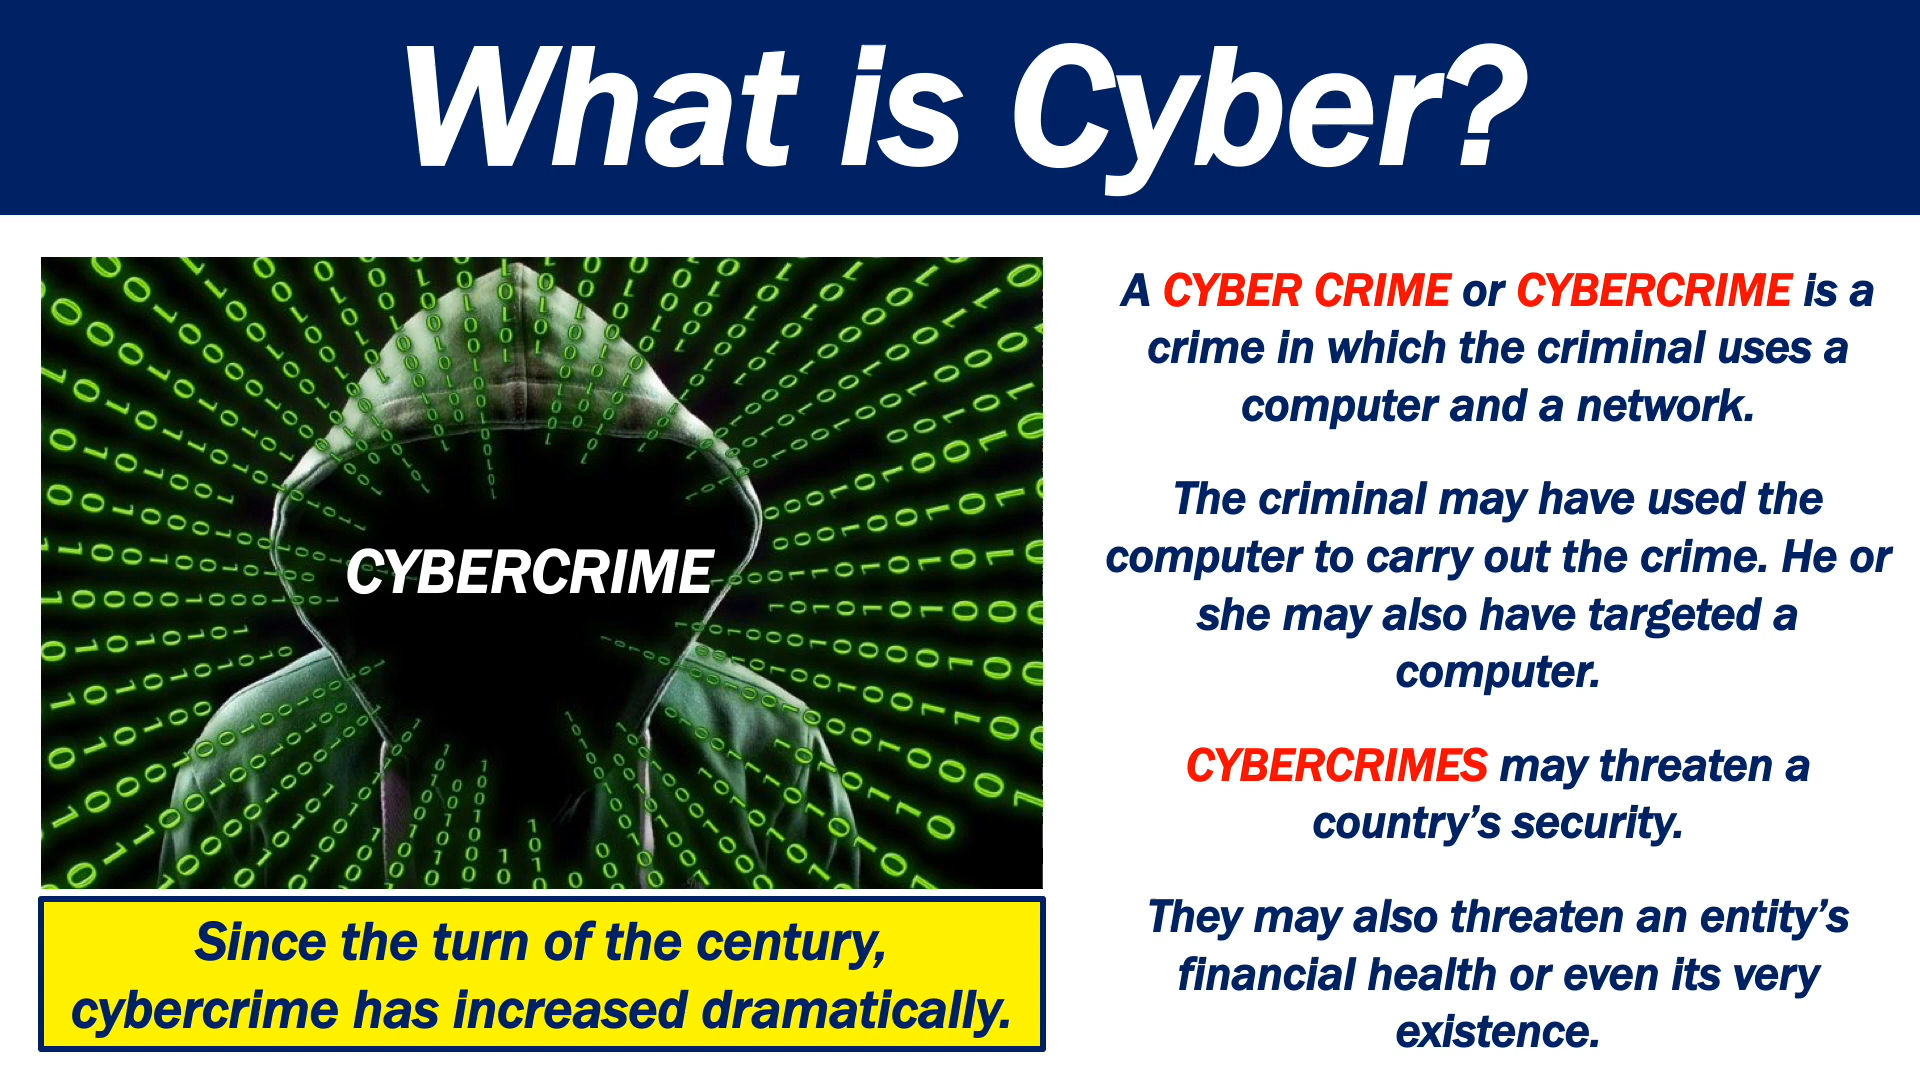 What is Cyber?
CYBERCRIME
Since the turn of the century,
cybercrime has increased dramatically.
A CYBER CRIME or CYBERCRIME is a
crime in which the criminal uses a
computer and a network.
The criminal may have used the
computer to carry out the crime. He or
she may also have targeted a
computer.
CYBERCRIMES may threaten a
country’s security.
They may also threaten an entity’s
financial health or even its very
existence.